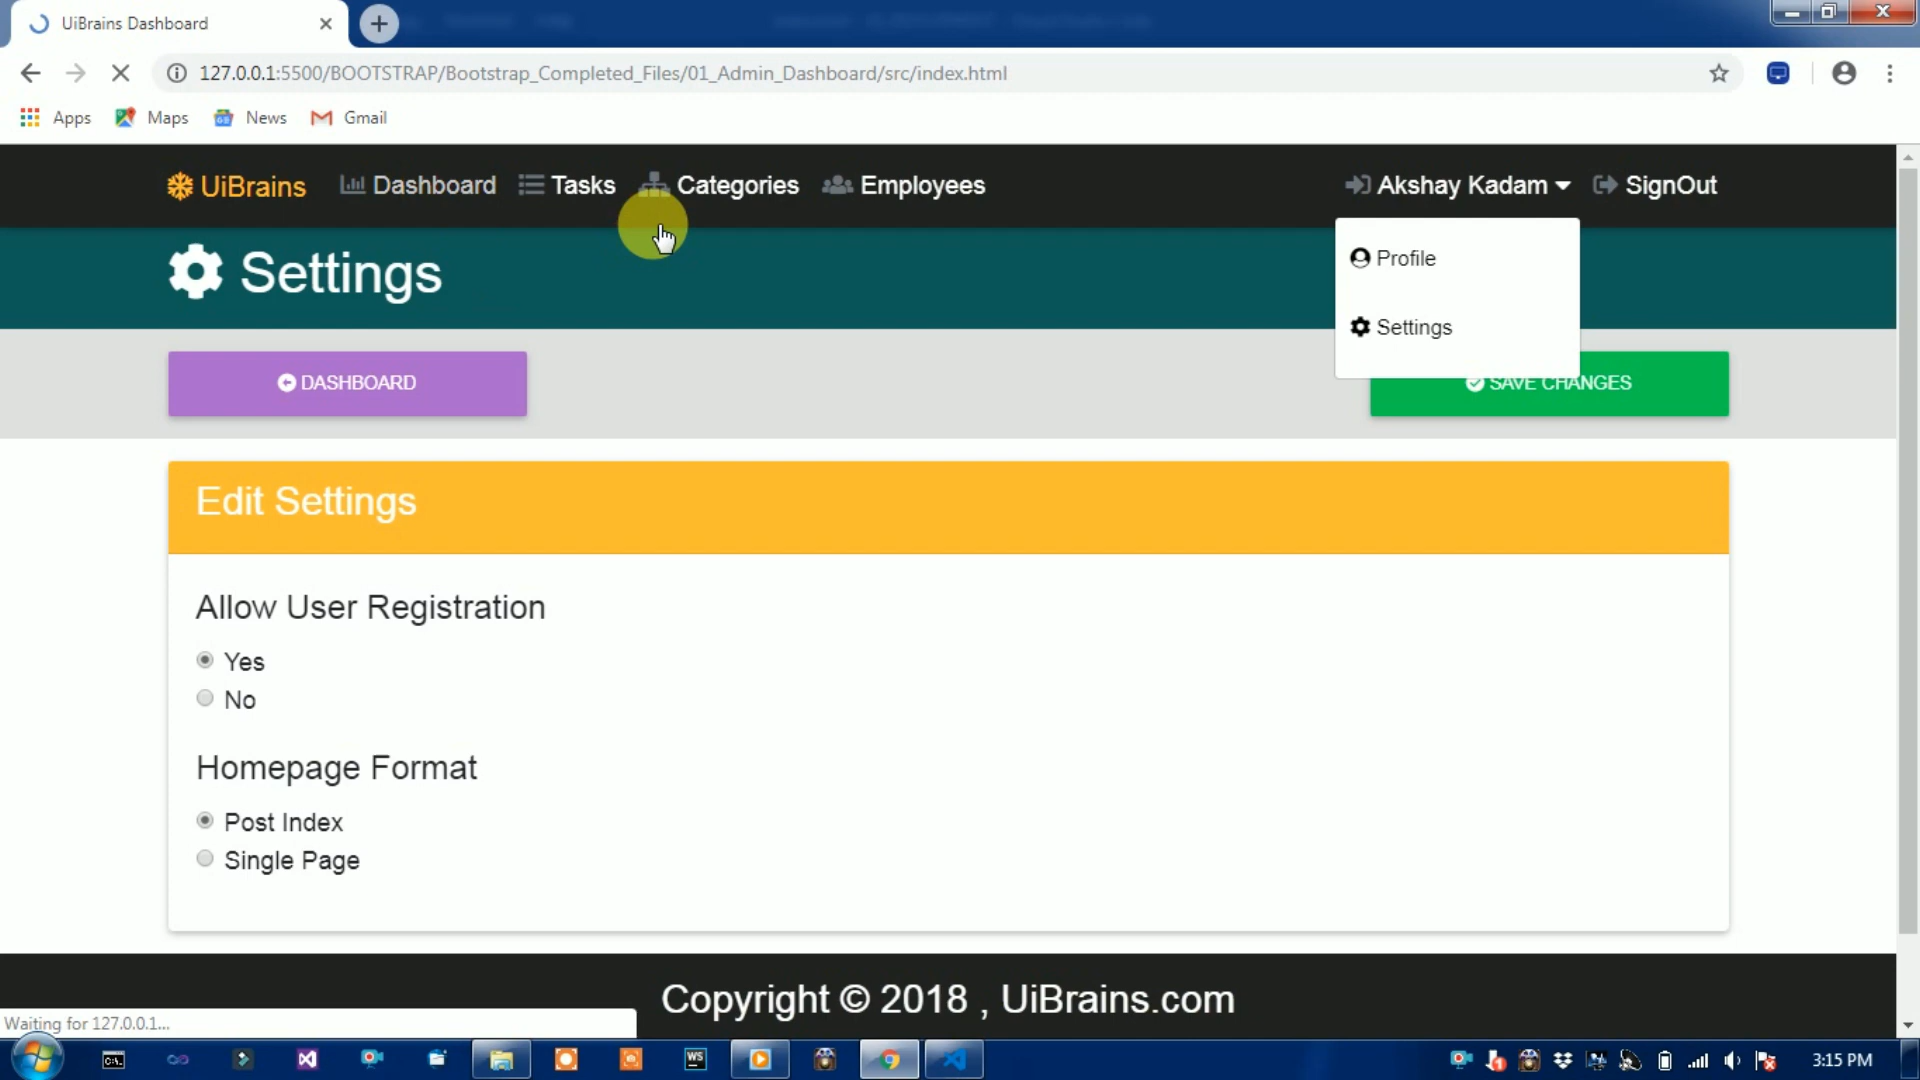 UiBrains Dashboard
127.0.0.1:5500/BOOTSTRAP/Bootstrap_Completed_Files/01_Admin_Dashboard/src/index.html
Apps Maps News Gmail
UiBrains Dashboard Tasks Categories Employees Akshay Kadam SignOut
Settings
Profile
Settings
DASHBOARD
SAVE CHANGES
Edit Settings
Allow User Registration
Yes
No
Homepage Format
Post Index
Single Page
Copyright © 2018 , UiBrains.com
Waiting for 127.0.0.1...
WS
3:15 PM